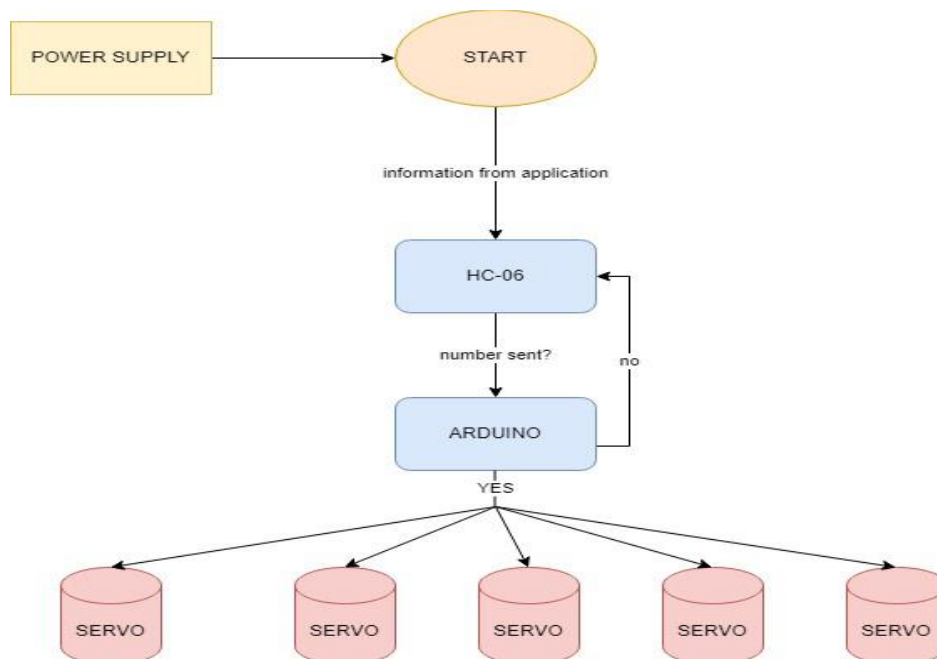 POWER SUPPLY
START
information from application
HC-06
number sent?
no
ARDUINO
YES
SERVO
SERVO
SERVO
SERVO
SERVO